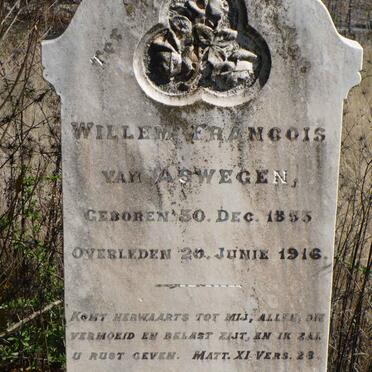 WILLEM FRANCOIS
VAN ASWEGEN,
GEBOREN 30 DEC. 1855
OVERLEDEN 20 JUNIE 1916.
KOMT HERWAARTS TOT MIJ, ALLEN, DIE
VERMOEID EN BELAST ZIJT, EN IK ZAL
U RUST GEVEN. MATT. XI VERS. 28.